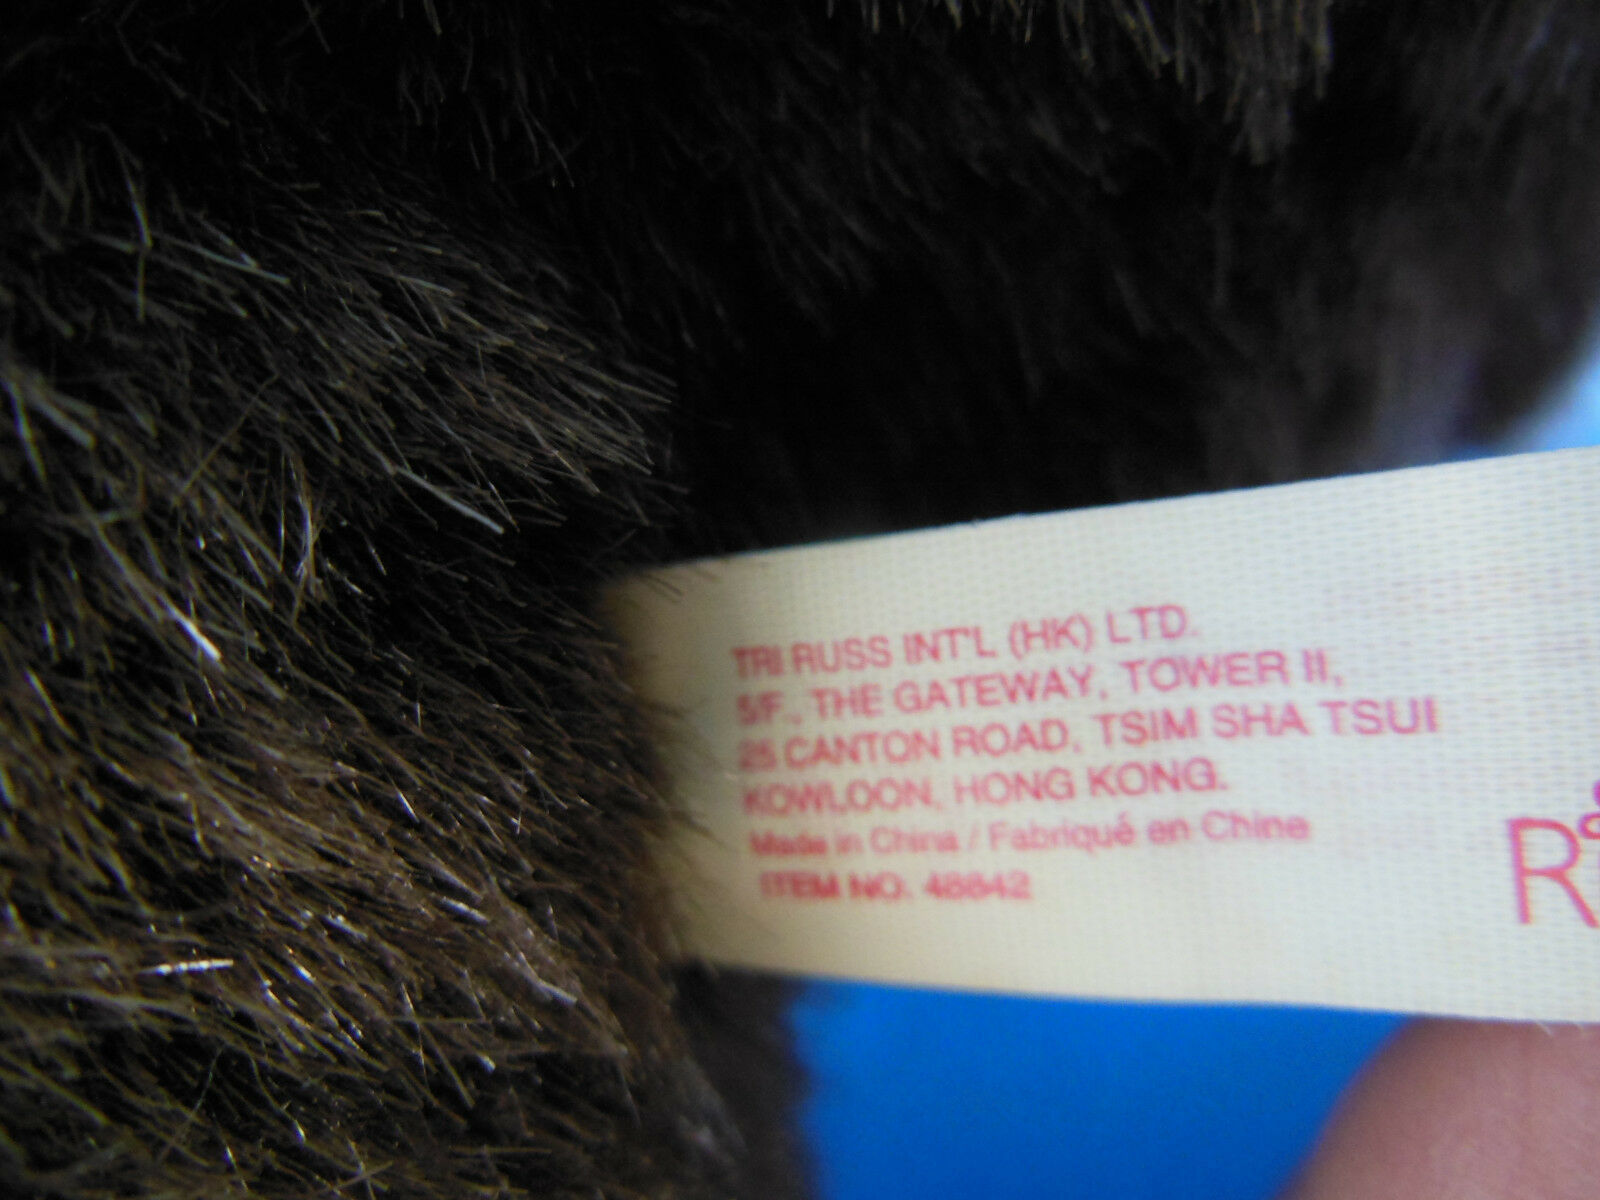 TRI RUSS INT'L (HK) LTD.
5/F., THE GATEWAY, TOWER II,
25 CANTON ROAD, TSIM SHA TSUI
KOWLOON, HONG KONG.
Made in China / Fabriqué en Chine
ITEM NO. 48842